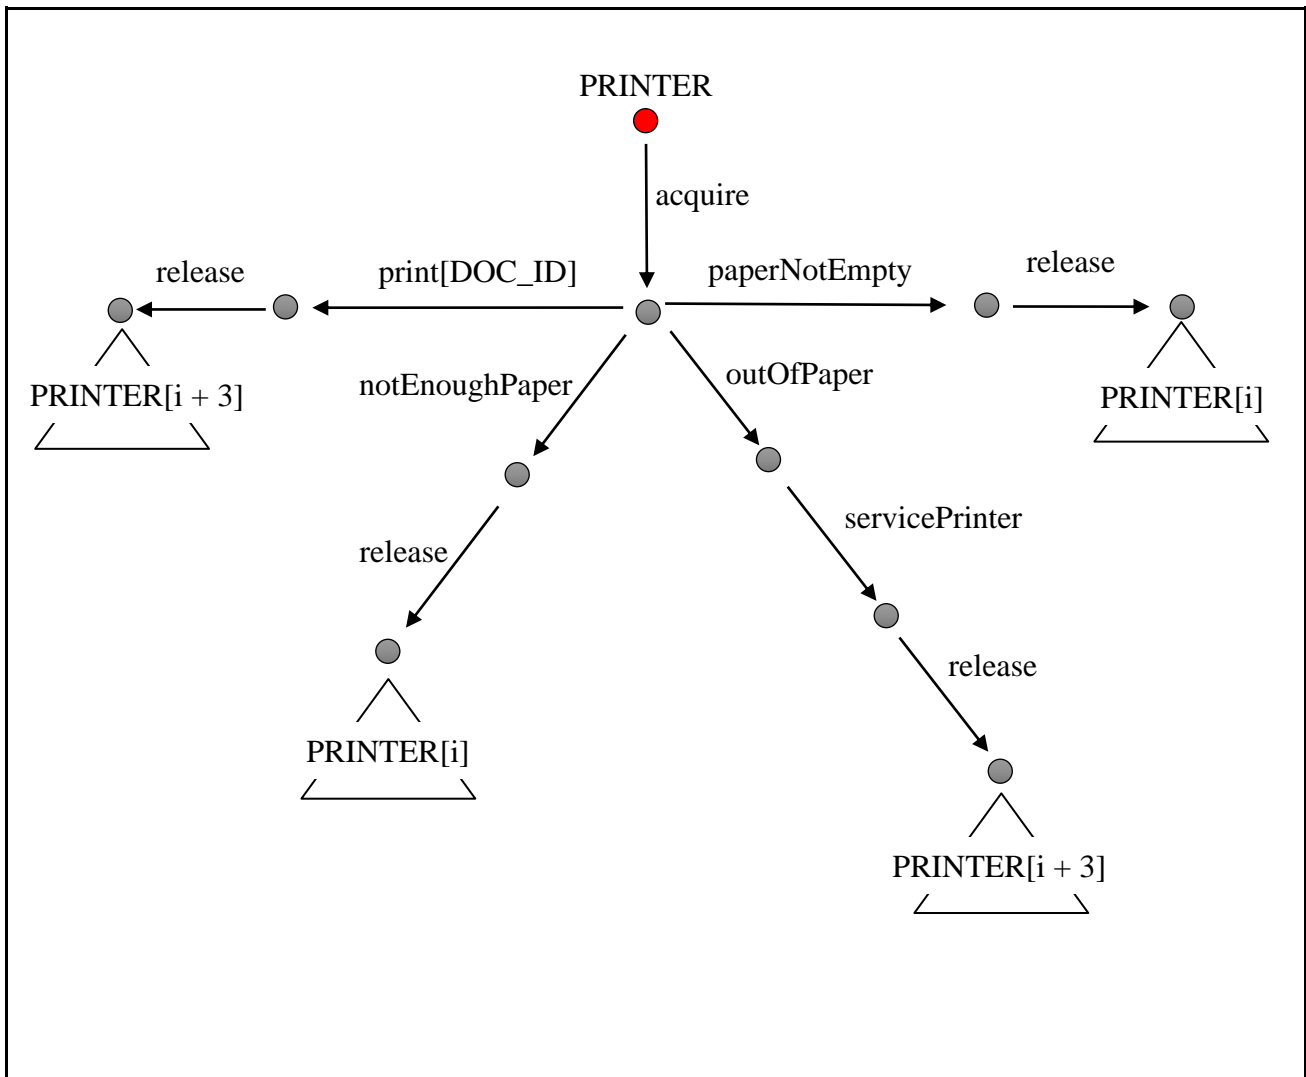 PRINTER
acquire
release
print[DOC_ID]
paperNotEmpty
release
PRINTER[i + 3]
notEnoughPaper
outOfPaper
PRINTER[i]
servicePrinter
release
release
PRINTER[i]
PRINTER[i + 3]